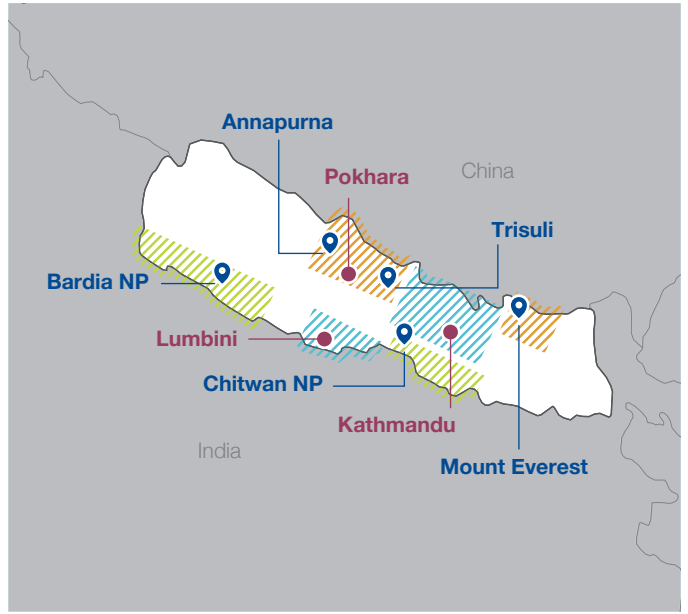 Annapurna
Pokhara
China
Trisuli
Bardia NP
Lumbini
Chitwan NP
Kathmandu
India
Mount Everest